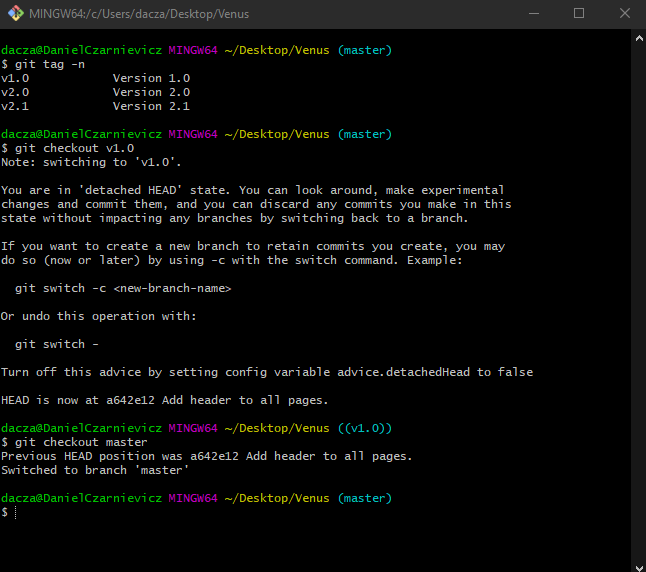 MINGW64:/c/Users/dacza/Desktop/Venus
dacza@DanielCzarnievicz MINGW64 ~/Desktop/Venus (master)
$ git tag -n
v1.0            Version 1.0
v2.0            Version 2.0
v2.1            Version 2.1
dacza@DanielCzarnievicz MINGW64 ~/Desktop/Venus (master)
$ git checkout v1.0
Note: switching to 'v1.0'.
You are in 'detached HEAD' state. You can look around, make experimental
changes and commit them, and you can discard any commits you make in this
state without impacting any branches by switching back to a branch.
If you want to create a new branch to retain commits you create, you may
do so (now or later) by using -c with the switch command. Example:
  git switch -c <new-branch-name>
Or undo this operation with:
  git switch -
Turn off this advice by setting config variable advice.detachedHead to false
HEAD is now at a642e12 Add header to all pages.
dacza@DanielCzarnievicz MINGW64 ~/Desktop/Venus ((v1.0))
$ git checkout master
Previous HEAD position was a642e12 Add header to all pages.
Switched to branch 'master'
dacza@DanielCzarnievicz MINGW64 ~/Desktop/Venus (master)
$